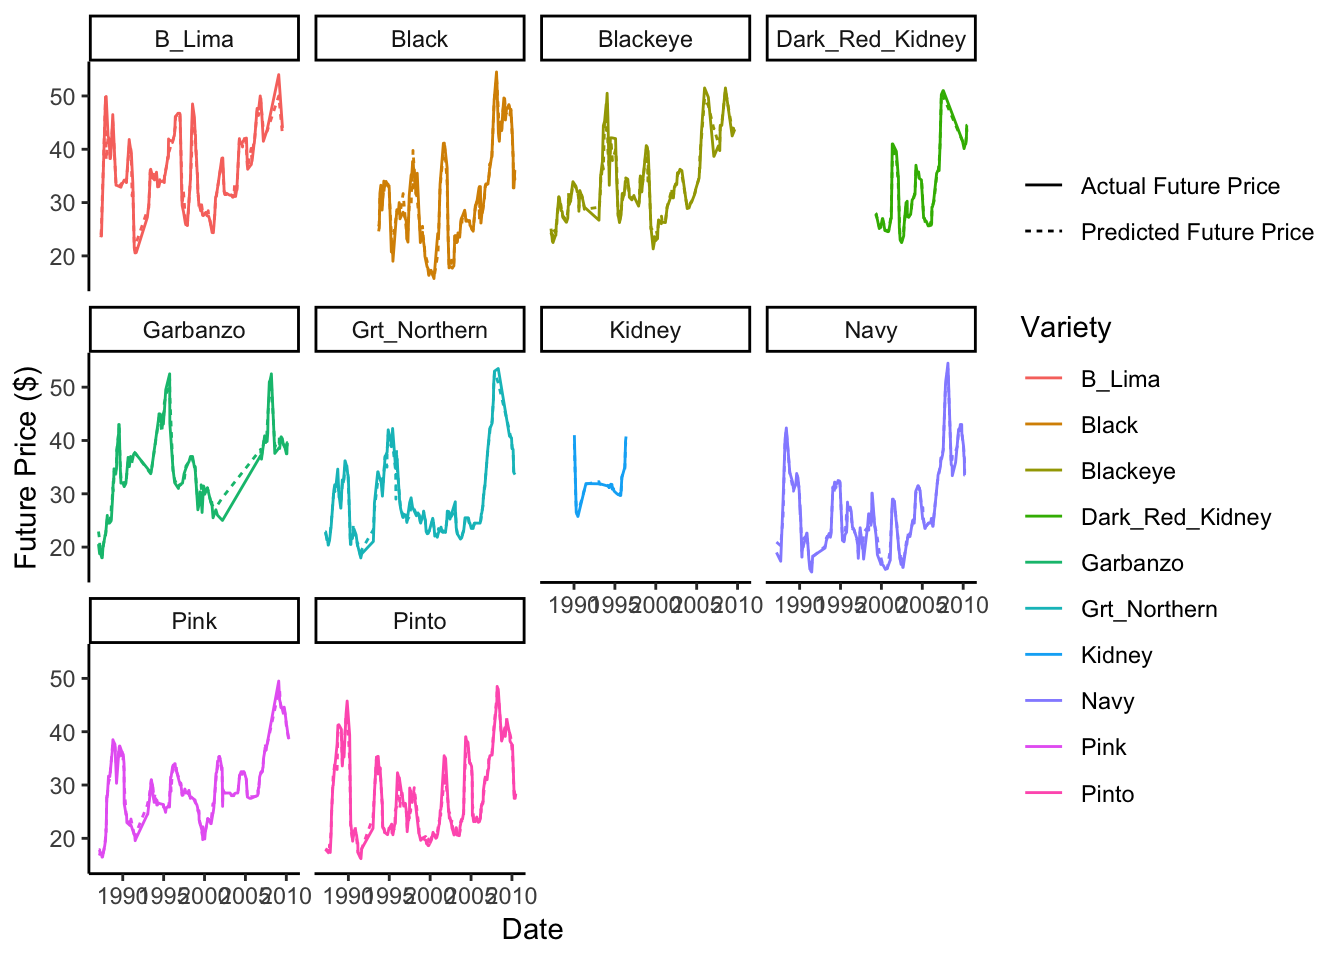 B_Lima
Black
Blackeye
Dark_Red_Kidney
50
40
30
20
Actual Future Price
Predicted Future Price
Garbanzo
Grt_Northern
Kidney
Navy
50
40
30
20
1990 1995 2000 2005 2010
1990 1995 2000 2005 2010
Future Price ($)
Pink
Pinto
50
40
30
20
1990 1995 2000 2005 2010
1990 1995 2000 2005 2010
Date
Variety
B_Lima
Black
Blackeye
Dark_Red_Kidney
Garbanzo
Grt_Northern
Kidney
Navy
Pink
Pinto